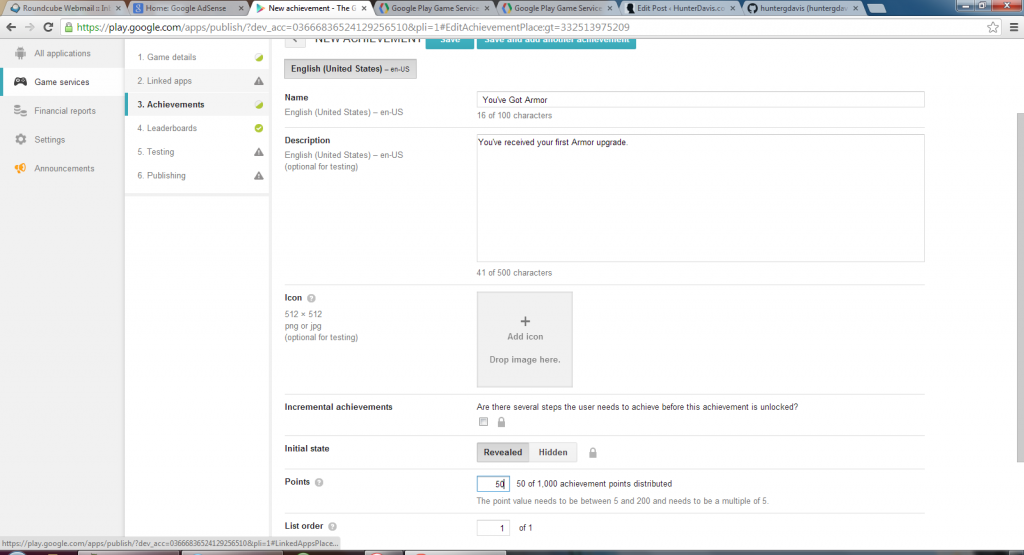 Roundcube Webmail :: In
Home: Google AdSense
New achievement - The G
Google Play Game Service
Google Play Game Service
Edit Post ‹ HunterDavis.co
huntergdavis (huntergdav
https://play.google.com/apps/publish/?dev_acc=03666836524129256510&pli=1#EditAchievementPlace:gt=332513975209
NEW ACHIEVEMENT
Save
Save and add another achievement
All applications
Game services
Financial reports
Settings
Announcements
1. Game details
2. Linked apps
3. Achievements
4. Leaderboards
5. Testing
6. Publishing
English (United States) – en-US
Name
English (United States) – en-US
You've Got Armor
16 of 100 characters
Description
English (United States) – en-US
(optional for testing)
You've received your first Armor upgrade.
41 of 500 characters
Icon
512 × 512
png or jpg
(optional for testing)
+
Add icon
Drop image here.
Incremental achievements
Are there several steps the user needs to achieve before this achievement is unlocked?
Initial state
Revealed
Hidden
Points
50
50 of 1,000 achievement points distributed
The point value needs to be between 5 and 200 and needs to be a multiple of 5.
List order
1
of 1
https://play.google.com/apps/publish/?dev_acc=03666836524129256510&pli=1#LinkedAppsPlace...